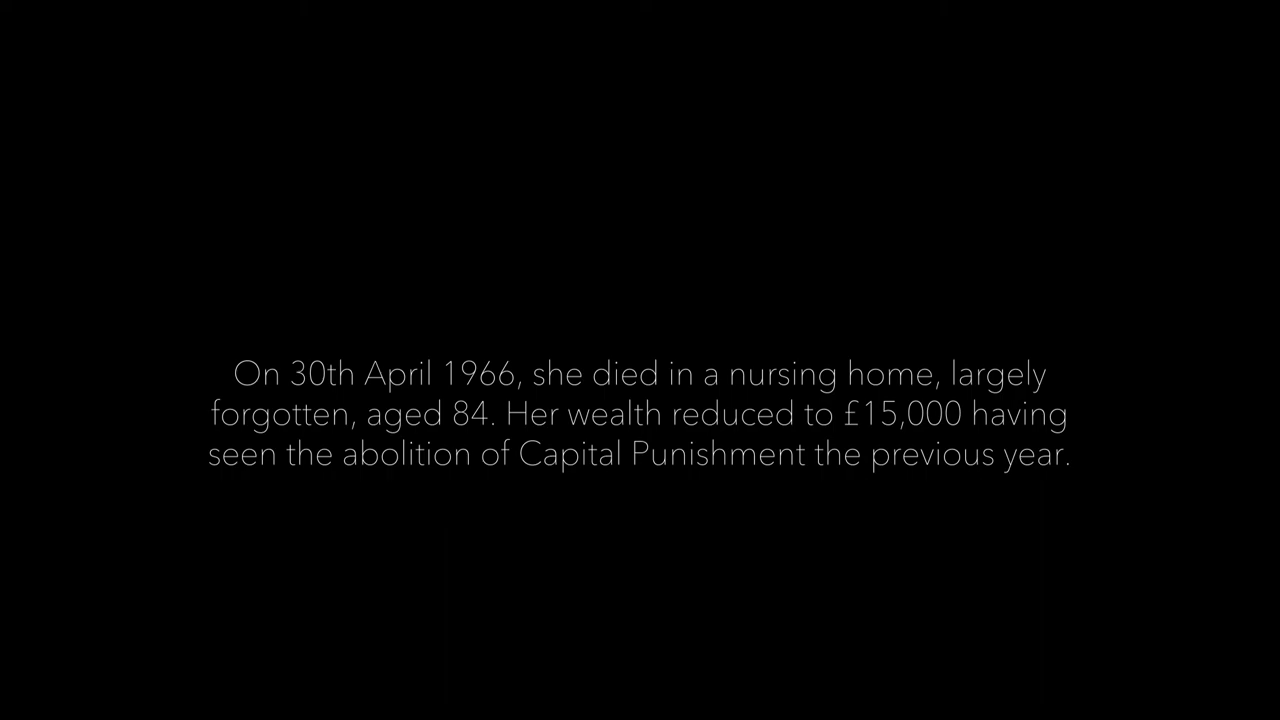 On 30th April 1966, she died in a nursing home, largely
forgotten, aged 84. Her wealth reduced to £15,000 having
seen the abolition of Capital Punishment the previous year.